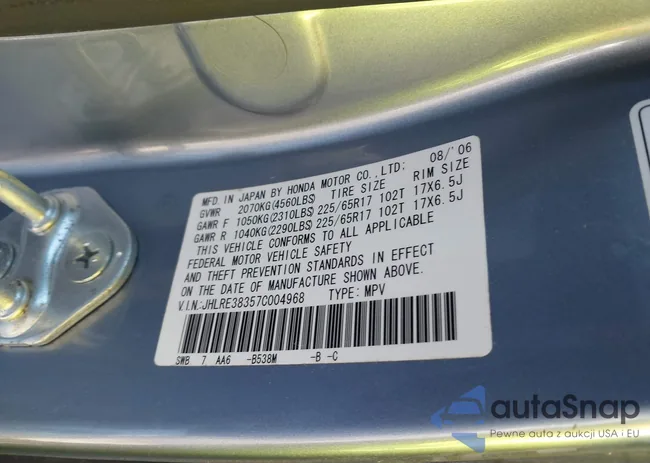 MFD. IN JAPAN BY HONDA MOTOR CO., LTD: 08/'06
GVWR 2070KG(4560LBS) TIRE SIZE RIM SIZE
GAWR F 1050KG(2310LBS) 225/65R17 102T 17X6.5J
GAWR R 1040KG(2290LBS) 225/65R17 102T 17X6.5J
THIS VEHICLE CONFORMS TO ALL APPLICABLE
FEDERAL MOTOR VEHICLE SAFETY
AND THEFT PREVENTION STANDARDS IN EFFECT
ON THE DATE OF MANUFACTURE SHOWN ABOVE.
V.I.N.:JHLRE38357C004968 TYPE: MPV
SWB 7 AA6 -B538M -B -C
autaSnap
Pewne auta z aukcji USA i EU